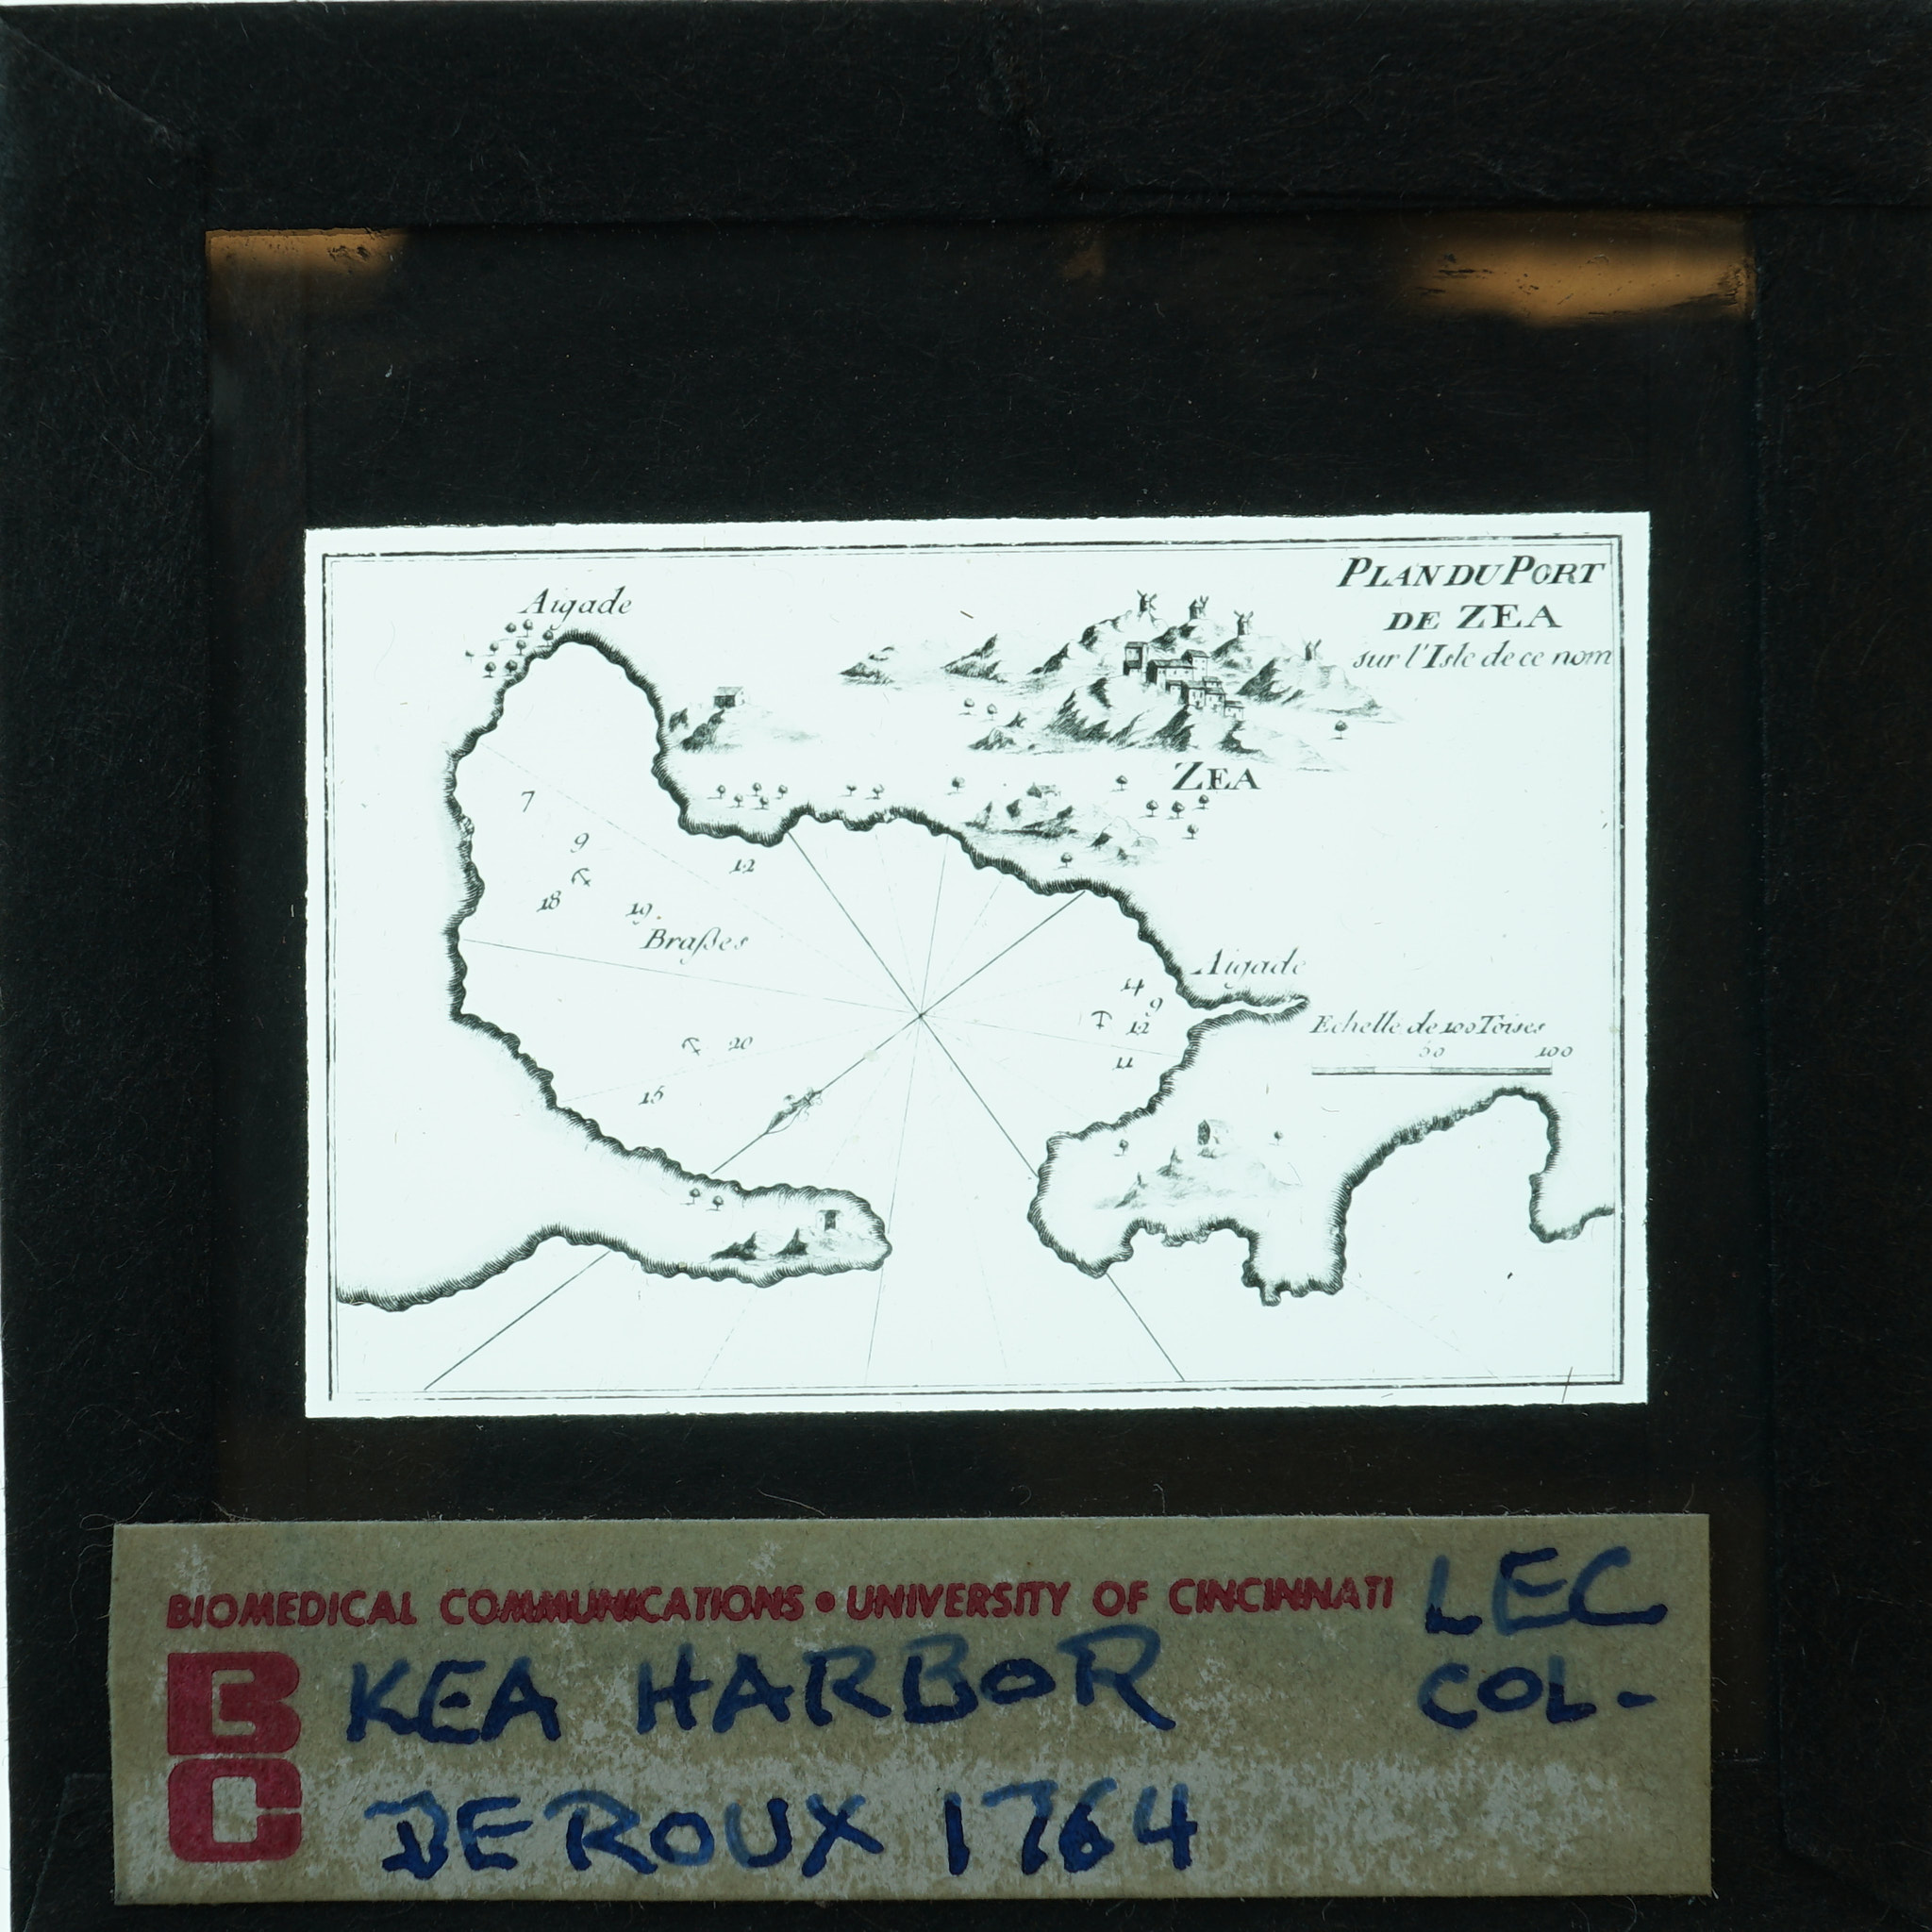 PLAN DU PORT
DE ZEA
sur l'Isle de ce nom
Aigade
ZEA
7
9
12
18
19
Braßes
Aigade
4
9
12
11
Echelle de 100 Toises
50 100
20
15
BIOMEDICAL COMMUNICATIONS • UNIVERSITY OF CINCINNATI
LEC
COL-
BC
KEA HARBOR
DEROUX 1764